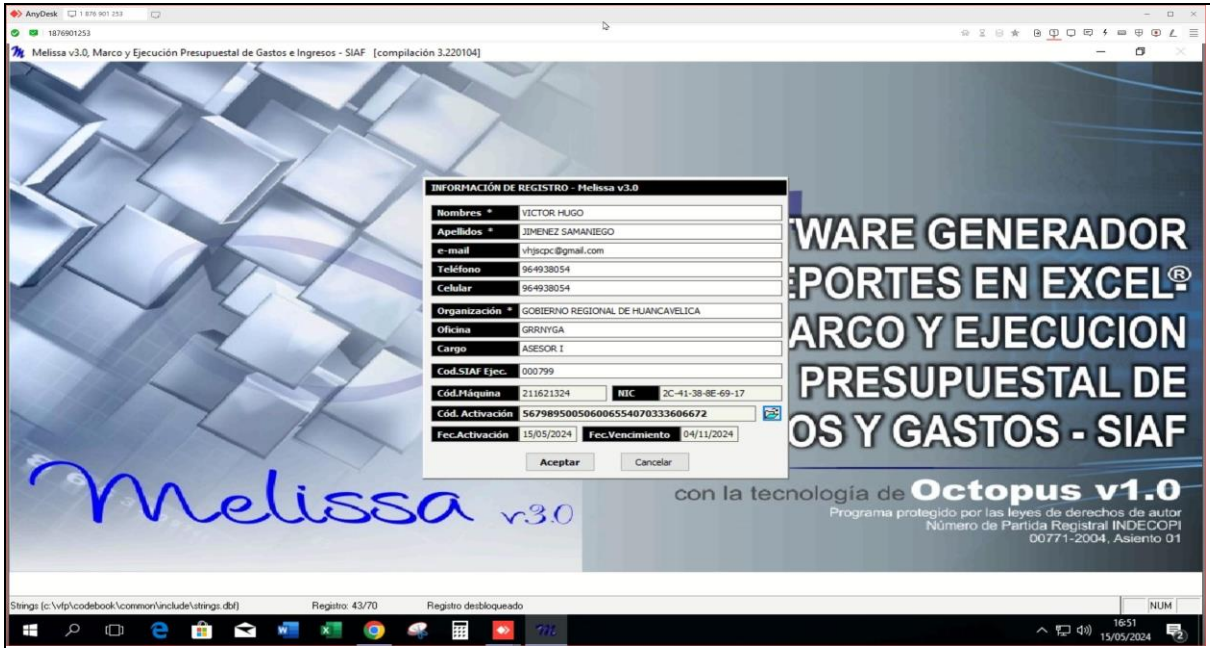 AnyDesk 1 876 901 253
1876901253
Melissa v3.0, Marco y Ejecución Presupuestal de Gastos e Ingresos - SIAF [compilación 3.220104]
INFORMACIÓN DE REGISTRO - Melissa v3.0
Nombres * VICTOR HUGO
Apellidos * JIMENEZ SAMANIEGO
e-mail vhjscpc@gmail.com
Teléfono 964938054
Celular 964938054
Organización * GOBIERNO REGIONAL DE HUANCAVELICA
Oficina GRRNYGA
Cargo ASESOR I
Cod.SIAF Ejec. 000799
Cód.Máquina 211621324 NIC 2C-41-38-8E-69-17
Cód. Activación 567989500506006554070333606672
Fec.Activación 15/05/2024 Fec.Vencimiento 04/11/2024
Aceptar Cancelar
WARE GENERADOR
EPORTES EN EXCEL®
ARCO Y EJECUCION
PRESUPUESTAL DE
OS Y GASTOS - SIAF
Melissa v3.0
con la tecnología de Octopus v1.0
Programa protegido por las leyes de derechos de autor
Número de Partida Registral INDECOPI
00771-2004, Asiento 01
Strings (c:\vfp\codebook\common\include\strings.dbf) Registro: 43/70 Registro desbloqueado NUM
16:51
15/05/2024
2